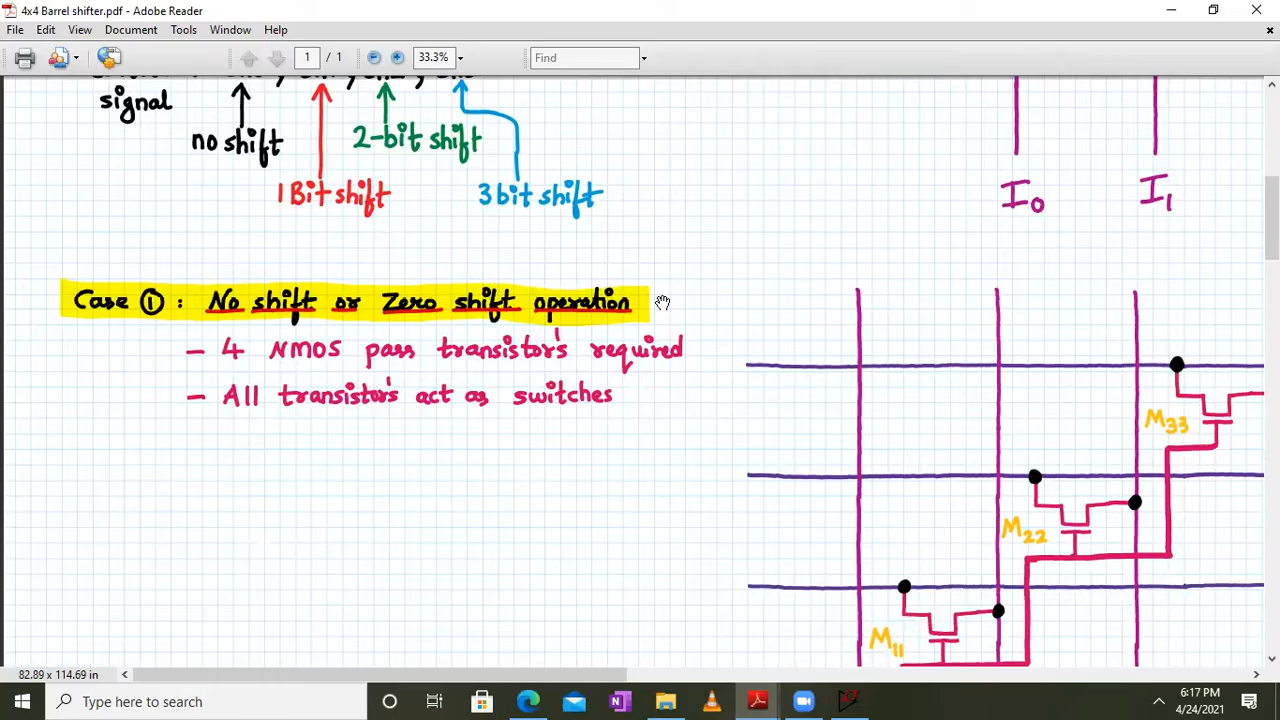 4x4 Barrel shifter.pdf - Adobe Reader
File Edit View Document Tools Window Help
1 / 1 33.3% Find
signal
no shift
2-bit shift
1 Bit shift
3 bit shift
I0 I1
Case ① : No shift or Zero shift operation
- 4 NMOS pass transistor's required
- All transistor's act as switches
M33
M22
M11
82.89 x 114.69 in
Type here to search
6:17 PM
4/24/2021